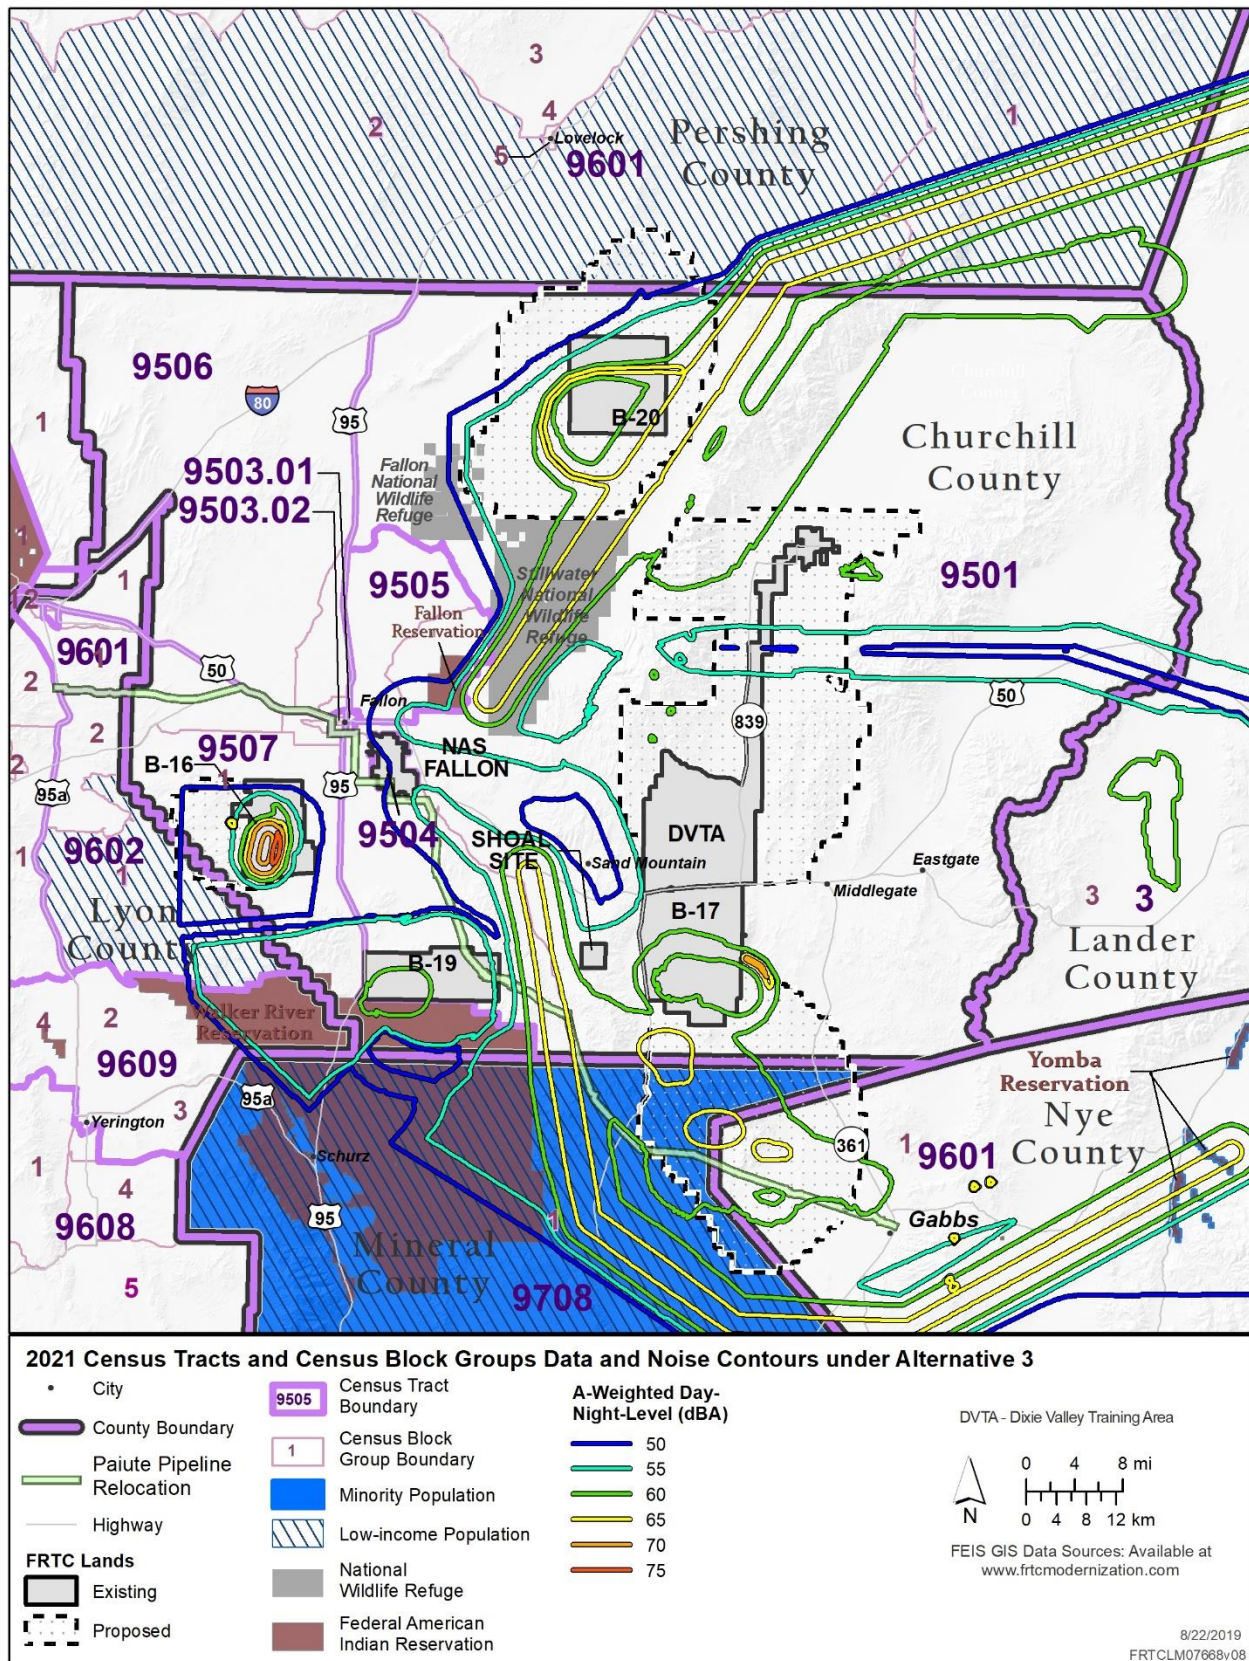 3
4
2
Lovelock
5
9601
Pershing
County
1
9506
80
95
1
9503.01
9503.02
Fallon
National
Wildlife
Refuge
B-20
Churchill
County
1
1
12
9505
Fallon
Reservation
Stillwater
National
Wildlife
Refuge
9501
9601
50
2
Fallon
50
839
2
9507
NAS
FALLON
B-16
1
2
95a
95
DVTA
9504
SHOAL
SITE
Sand Mountain
9602
1
1
Eastgate
Middlegate
Lyon
County
B-17
3
3
Lander
County
B-19
Walker River
Reservation
4
2
9609
95a
3
Yerington
Yomba
Reservation
Nye
County
361
1
9601
Schurz
1
4
9608
95
1
Gabbs
Mineral
County
5
9708
2021 Census Tracts and Census Block Groups Data and Noise Contours under Alternative 3
City
County Boundary
Paiute Pipeline
Relocation
Highway
FRTC Lands
Existing
Proposed
9505
Census Tract
Boundary
1
Census Block
Group Boundary
Minority Population
Low-income Population
National
Wildlife Refuge
Federal American
Indian Reservation
A-Weighted Day-
Night-Level (dBA)
50
55
60
65
70
75
DVTA - Dixie Valley Training Area
N
0 4 8 mi
0 4 8 12 km
FEIS GIS Data Sources: Available at
www.frtcmodernization.com
8/22/2019
FRTCLM07668v08